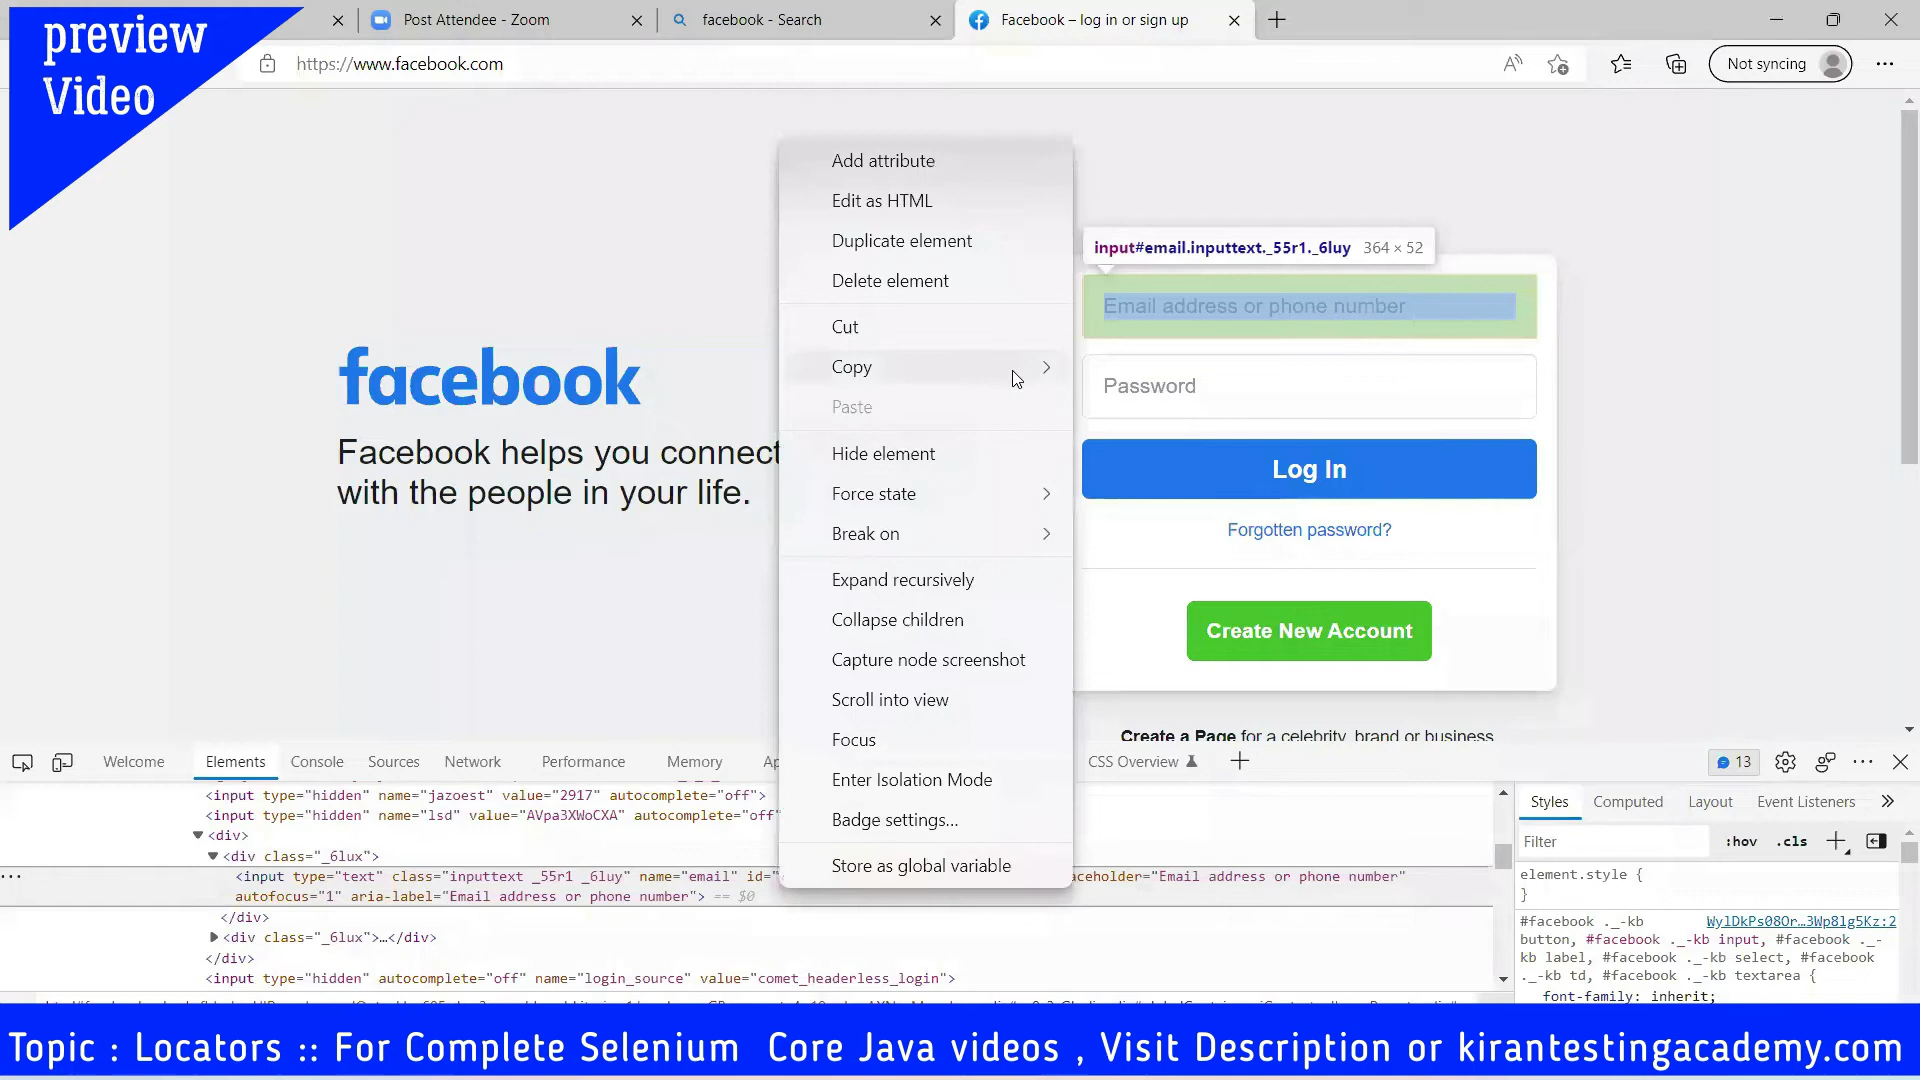 preview
Video
Post Attendee - Zoom
facebook - Search
Facebook – log in or sign up
https://www.facebook.com
Not syncing
facebook
Facebook helps you connect
with the people in your life.
Add attribute
Edit as HTML
Duplicate element
Delete element
Cut
Copy
Paste
Hide element
Force state
Break on
Expand recursively
Collapse children
Capture node screenshot
Scroll into view
Focus
Enter Isolation Mode
Badge settings...
Store as global variable
input#email.inputtext._55r1._6luy 364 × 52
Email address or phone number
Password
Log In
Forgotten password?
Create New Account
Create a Page for a celebrity, brand or business
Welcome Elements Console Sources Network Performance Memory Ap CSS Overview 13
<input type="hidden" name="jazoest" value="2917" autocomplete="off">
<input type="hidden" name="lsd" value="AVpa3XWoCXA" autocomplete="off"
<div>
<div class="_6lux">
<input type="text" class="inputtext _55r1 _6luy" name="email" id= aceholder="Email address or phone number"
autofocus="1" aria-label="Email address or phone number"> == $0
</div>
<div class="_6lux">…</div>
</div>
<input type="hidden" autocomplete="off" name="login_source" value="comet_headerless_login">
Styles Computed Layout Event Listeners
Filter :hov .cls
element.style {
}
#facebook ._-kb WylDkPs08Or…3Wp8lg5Kz:2
button, #facebook ._-kb input, #facebook ._-
kb label, #facebook ._-kb select, #facebook
._-kb td, #facebook ._-kb textarea {
font-family: inherit;
Topic : Locators :: For Complete Selenium Core Java videos , Visit Description or kirantestingacademy.com